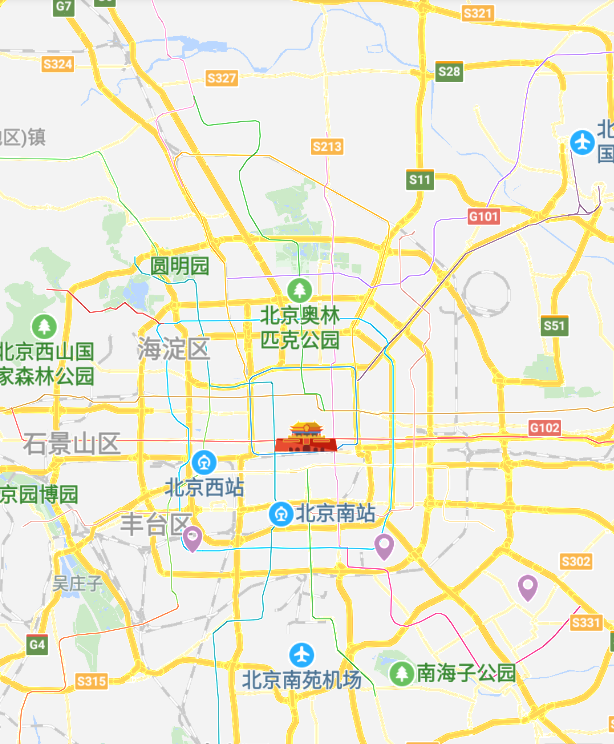 G7
S321
S324
S327
S28
地区)镇
S213
北
国
S11
G101
圆明园
北京奥林
匹克公园
S51
北京西山国
家森林公园
海淀区
G102
石景山区
北京西站
京园博园
北京南站
丰台区
S302
吴庄子
S331
G4
北京南苑机场
南海子公园
S315